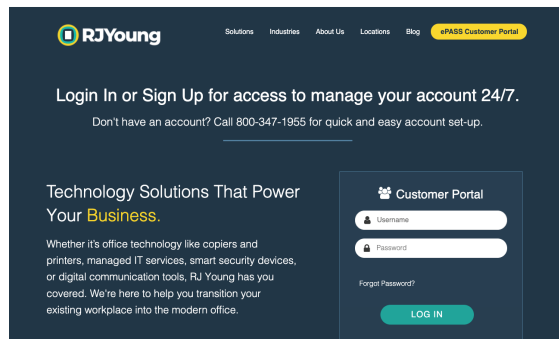 RJYoung
Solutions Industries About Us Locations Blog ePASS Customer Portal
Login In or Sign Up for access to manage your account 24/7.
Don't have an account? Call 800-347-1955 for quick and easy account set-up.
Technology Solutions That Power
Your Business.
Whether it's office technology like copiers and
printers, managed IT services, smart security devices,
or digital communication tools, RJ Young has you
covered. We're here to help you transition your
existing workplace into the modern office.
Customer Portal
Username
Password
Forgot Password?
LOG IN